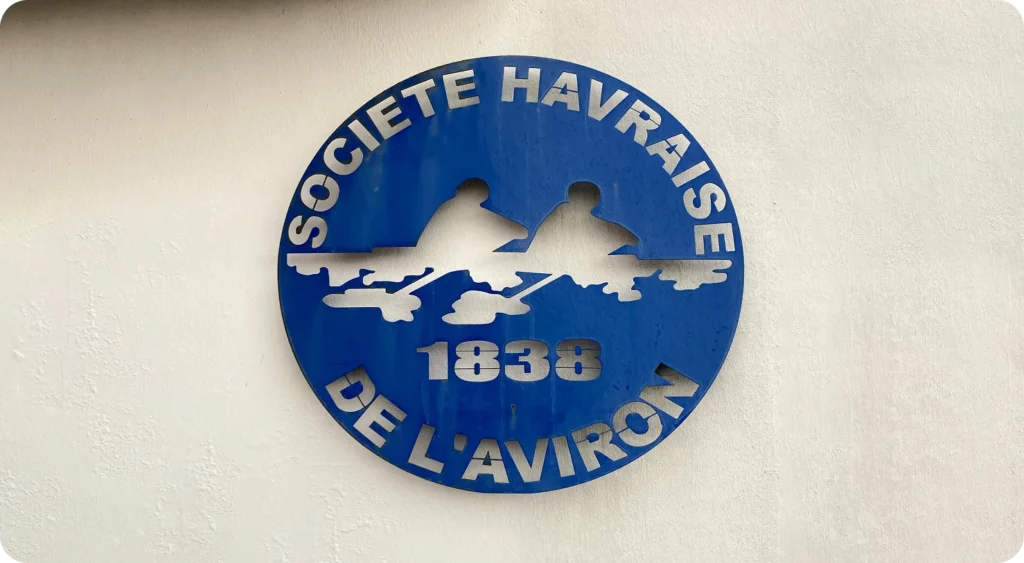 SOCIETE HAVRAISE
1838
DE L'AVIRON